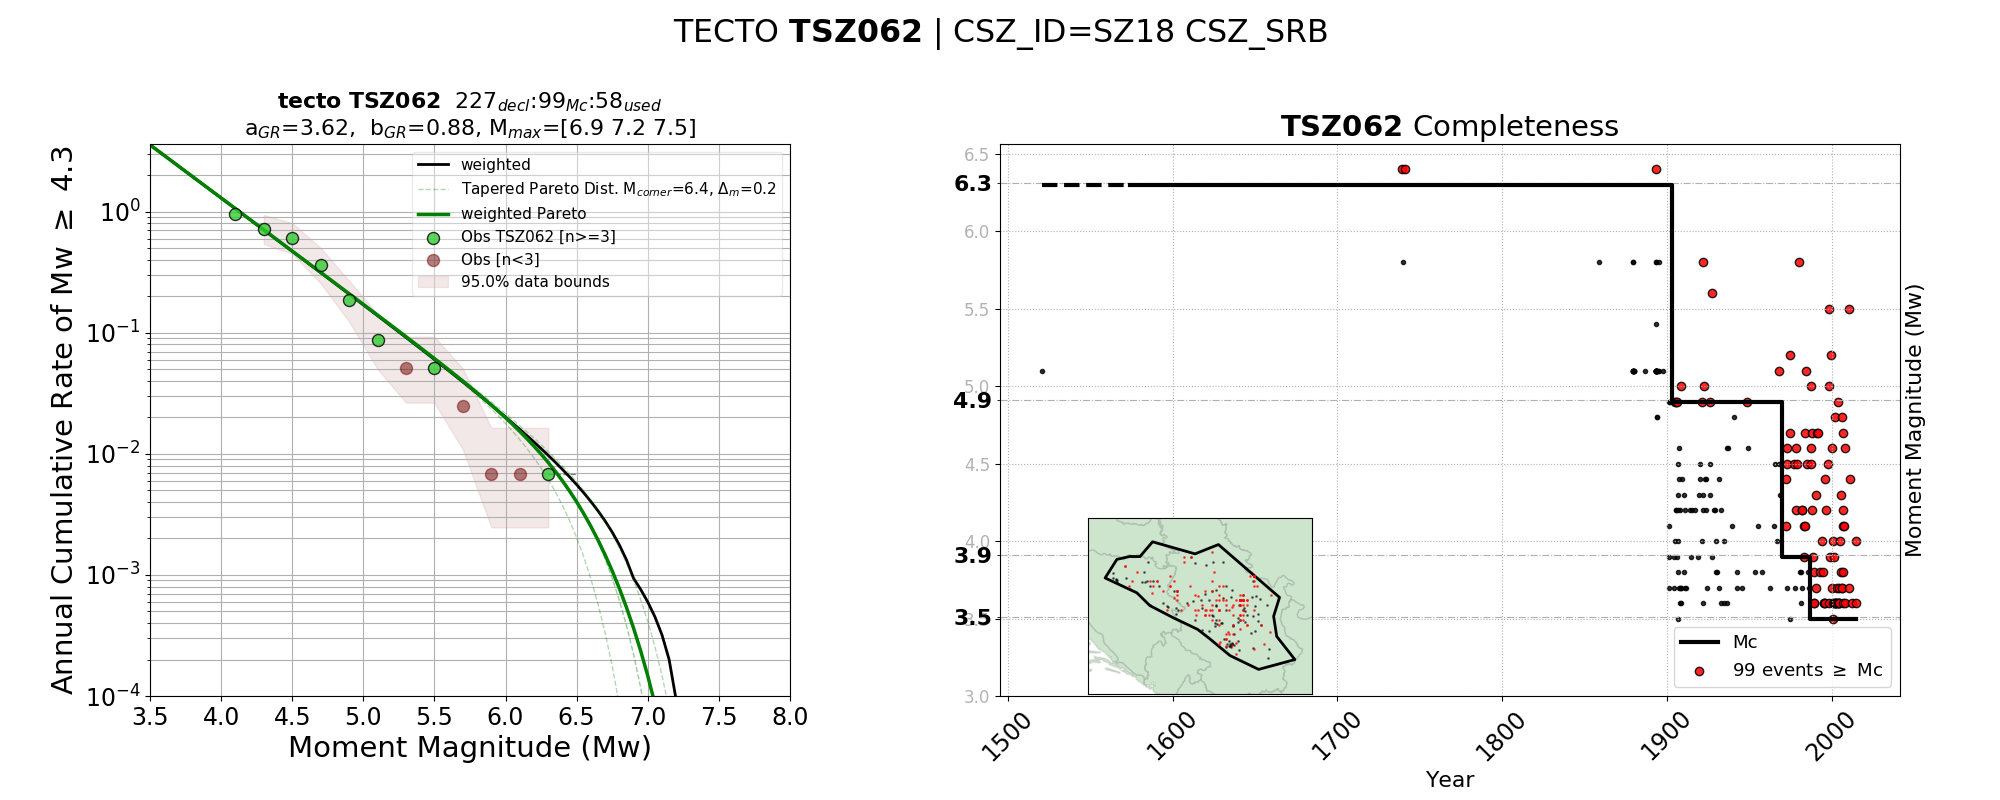 TECTO TSZ062 | CSZ_ID=SZ18 CSZ_SRB
tecto TSZ062 227decl:99Mc:58used
aGR=3.62, bGR=0.88, Mmax=[6.9 7.2 7.5]
Annual Cumulative Rate of Mw ≥ 4.3
10^0
10^-1
10^-2
10^-3
10^-4
weighted
Tapered Pareto Dist. Mcorner=6.4, Δm=0.2
weighted Pareto
Obs TSZ062 [n>=3]
Obs [n<3]
95.0% data bounds
3.5 4.0 4.5 5.0 5.5 6.0 6.5 7.0 7.5 8.0
Moment Magnitude (Mw)
TSZ062 Completeness
6.5
6.3
6.0
5.5
5.0
4.9
4.5
4.0
3.9
3.5
3.0
Moment Magnitude (Mw)
Mc
99 events ≥ Mc
1500 1600 1700 1800 1900 2000
Year